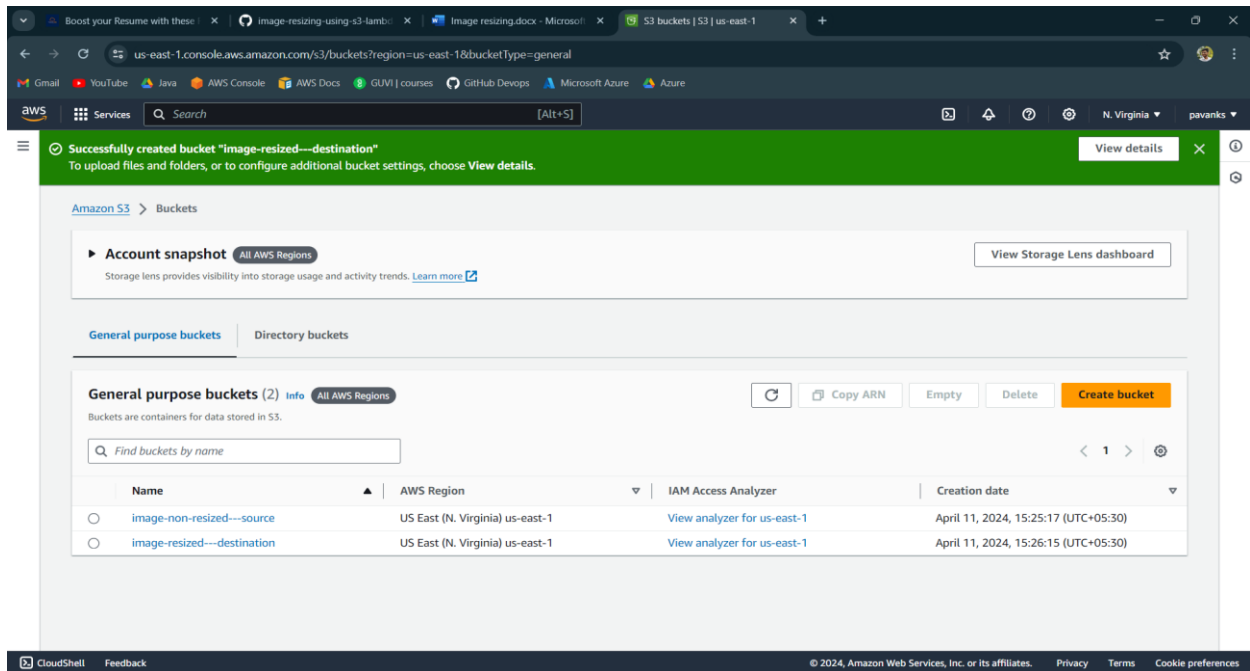 Boost your Resume with these
image-resizing-using-s3-lambd
Image resizing.docx - Microsoft
S3 buckets | S3 | us-east-1
us-east-1.console.aws.amazon.com/s3/buckets?region=us-east-1&bucketType=general
Gmail YouTube Java AWS Console AWS Docs GUVI | courses GitHub Devops Microsoft Azure Azure
aws Services Search [Alt+S] N. Virginia pavanks
Successfully created bucket "image-resized---destination"
To upload files and folders, or to configure additional bucket settings, choose View details.
View details
Amazon S3 > Buckets
Account snapshot All AWS Regions
Storage lens provides visibility into storage usage and activity trends. Learn more
View Storage Lens dashboard
General purpose buckets Directory buckets
General purpose buckets (2) Info All AWS Regions
Buckets are containers for data stored in S3.
Copy ARN Empty Delete Create bucket
Find buckets by name
1
Name AWS Region IAM Access Analyzer Creation date
image-non-resized---source US East (N. Virginia) us-east-1 View analyzer for us-east-1 April 11, 2024, 15:25:17 (UTC+05:30)
image-resized---destination US East (N. Virginia) us-east-1 View analyzer for us-east-1 April 11, 2024, 15:26:15 (UTC+05:30)
CloudShell Feedback © 2024, Amazon Web Services, Inc. or its affiliates. Privacy Terms Cookie preferences